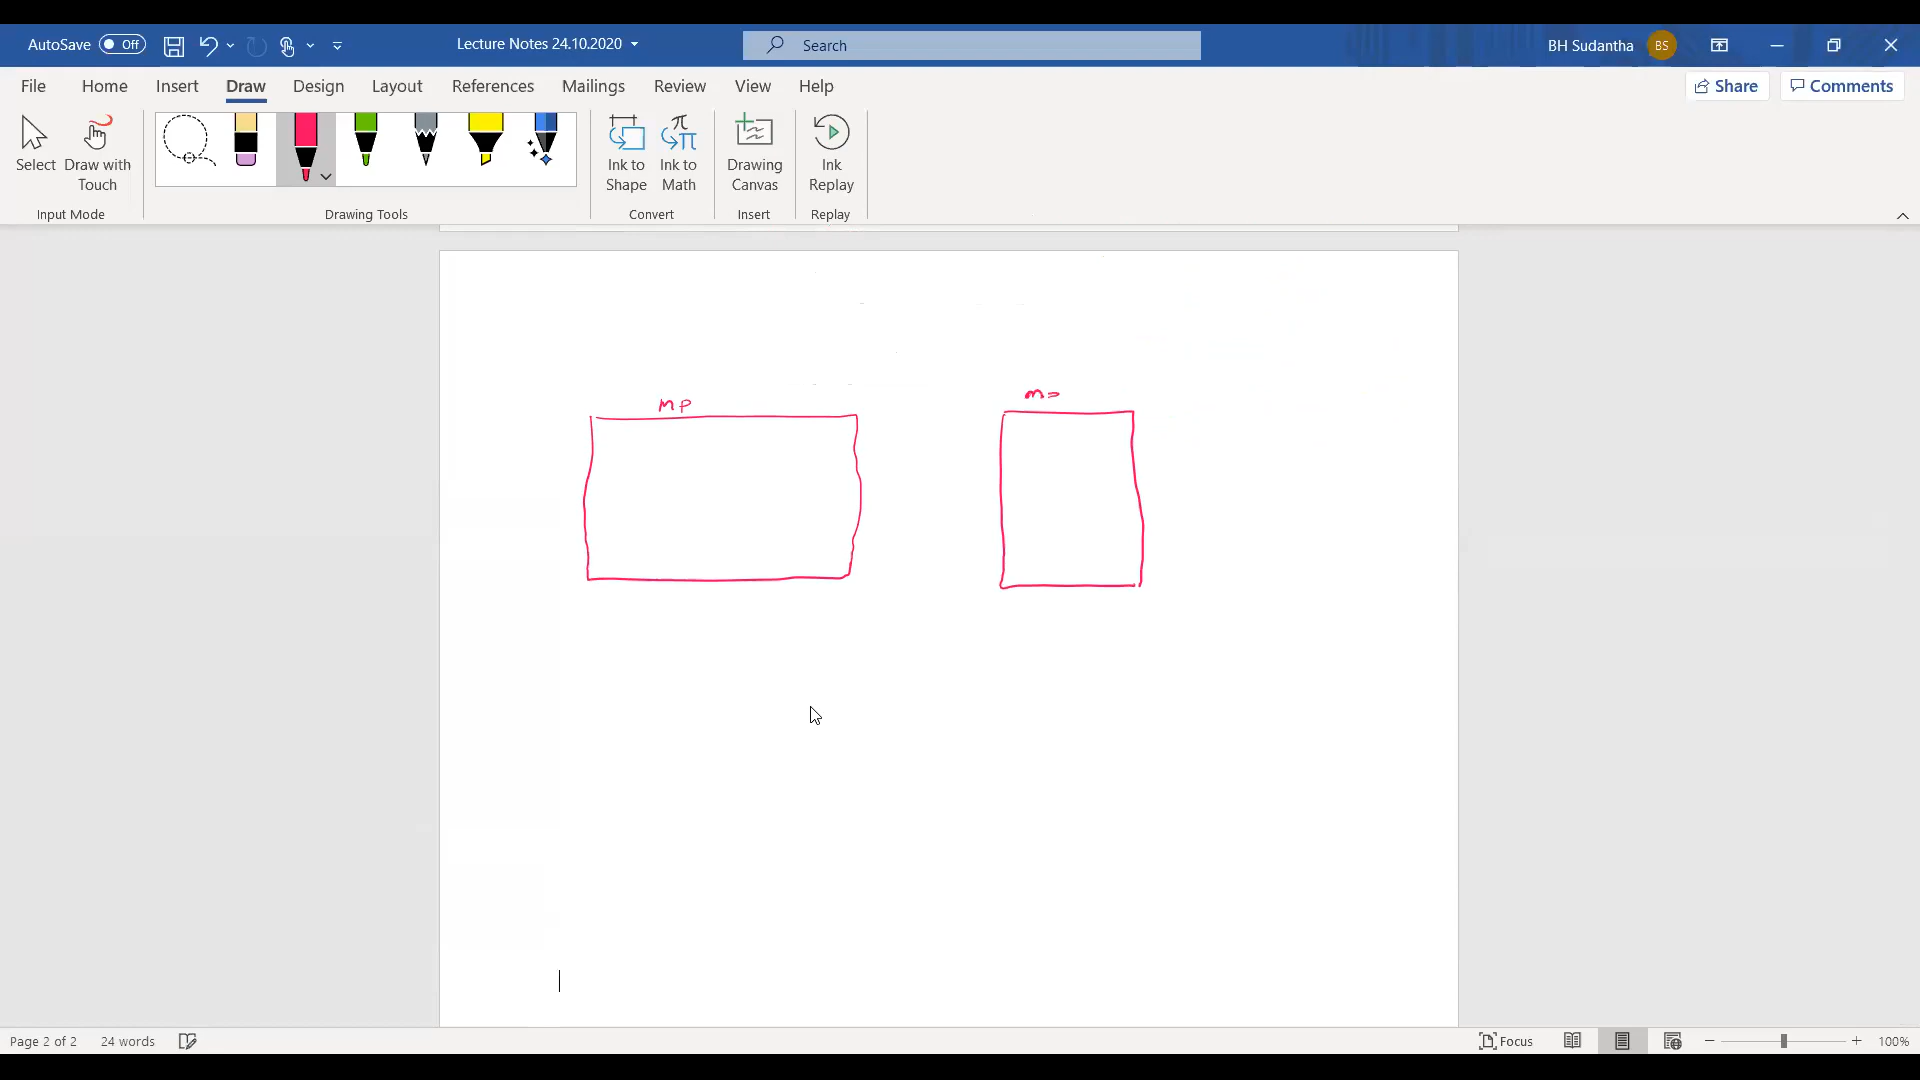 AutoSave Off Lecture Notes 24.10.2020 Search BH Sudantha BS
File Home Insert Draw Design Layout References Mailings Review View Help Share Comments
Select Draw with Touch Ink to Shape Ink to Math Drawing Canvas Ink Replay
Input Mode Drawing Tools Convert Insert Replay
MP
Page 2 of 2 24 words Focus 100%